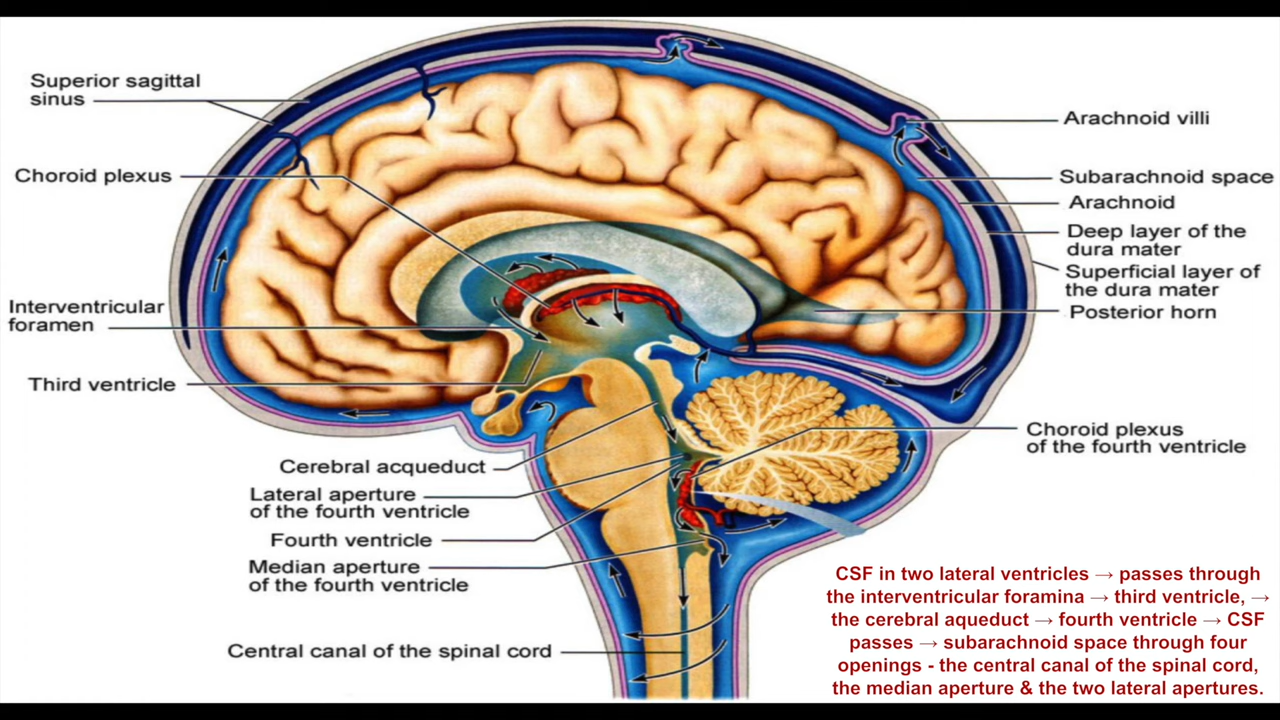 Superior sagittal
sinus
Choroid plexus
Interventricular
foramen
Third ventricle
Cerebral acqueduct
Lateral aperture
of the fourth ventricle
Fourth ventricle
Median aperture
of the fourth ventricle
Central canal of the spinal cord
Arachnoid villi
Subarachnoid space
Arachnoid
Deep layer of the
dura mater
Superficial layer of
the dura mater
Posterior horn
Choroid plexus
of the fourth ventricle
CSF in two lateral ventricles → passes through
the interventricular foramina → third ventricle, →
the cerebral aqueduct → fourth ventricle → CSF
passes → subarachnoid space through four
openings - the central canal of the spinal cord,
the median aperture & the two lateral apertures.